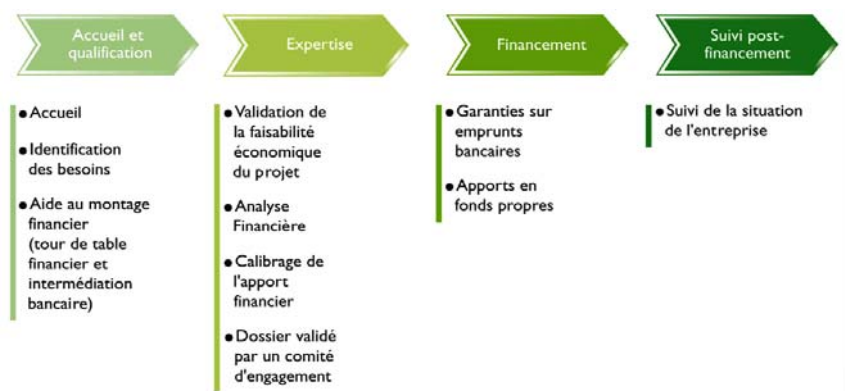 Accueil et
qualification
Expertise
Financement
Suivi post-
financement
● Accueil
● Identification
des besoins
● Aide au montage
financier
(tour de table
financier et
intermédiation
bancaire)
● Validation de
la faisabilité
économique
du projet
● Analyse
Financière
● Calibrage de
l'apport
financier
● Dossier validé
par un comité
d'engagement
● Garanties sur
emprunts
bancaires
● Apports en
fonds propres
● Suivi de la situation
de l'entreprise